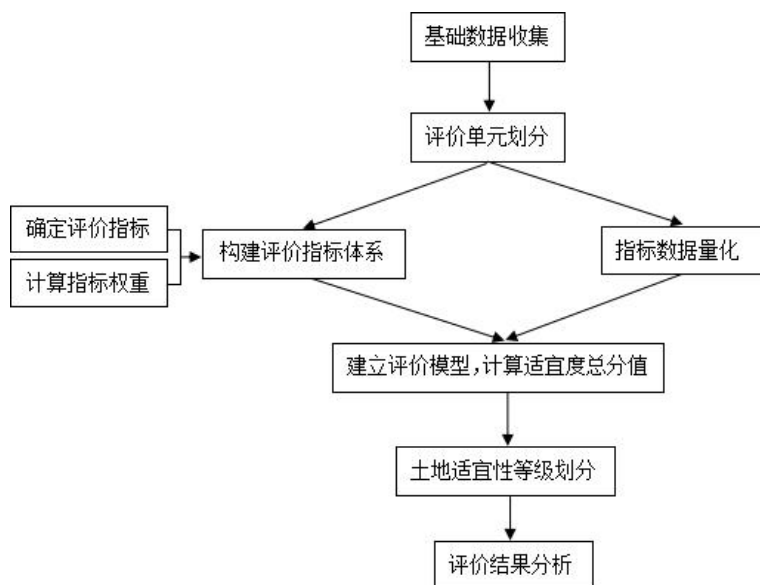 基础数据收集
评价单元划分
确定评价指标
计算指标权重
构建评价指标体系
指标数据量化
建立评价模型,计算适宜度总分值
土地适宜性等级划分
评价结果分析